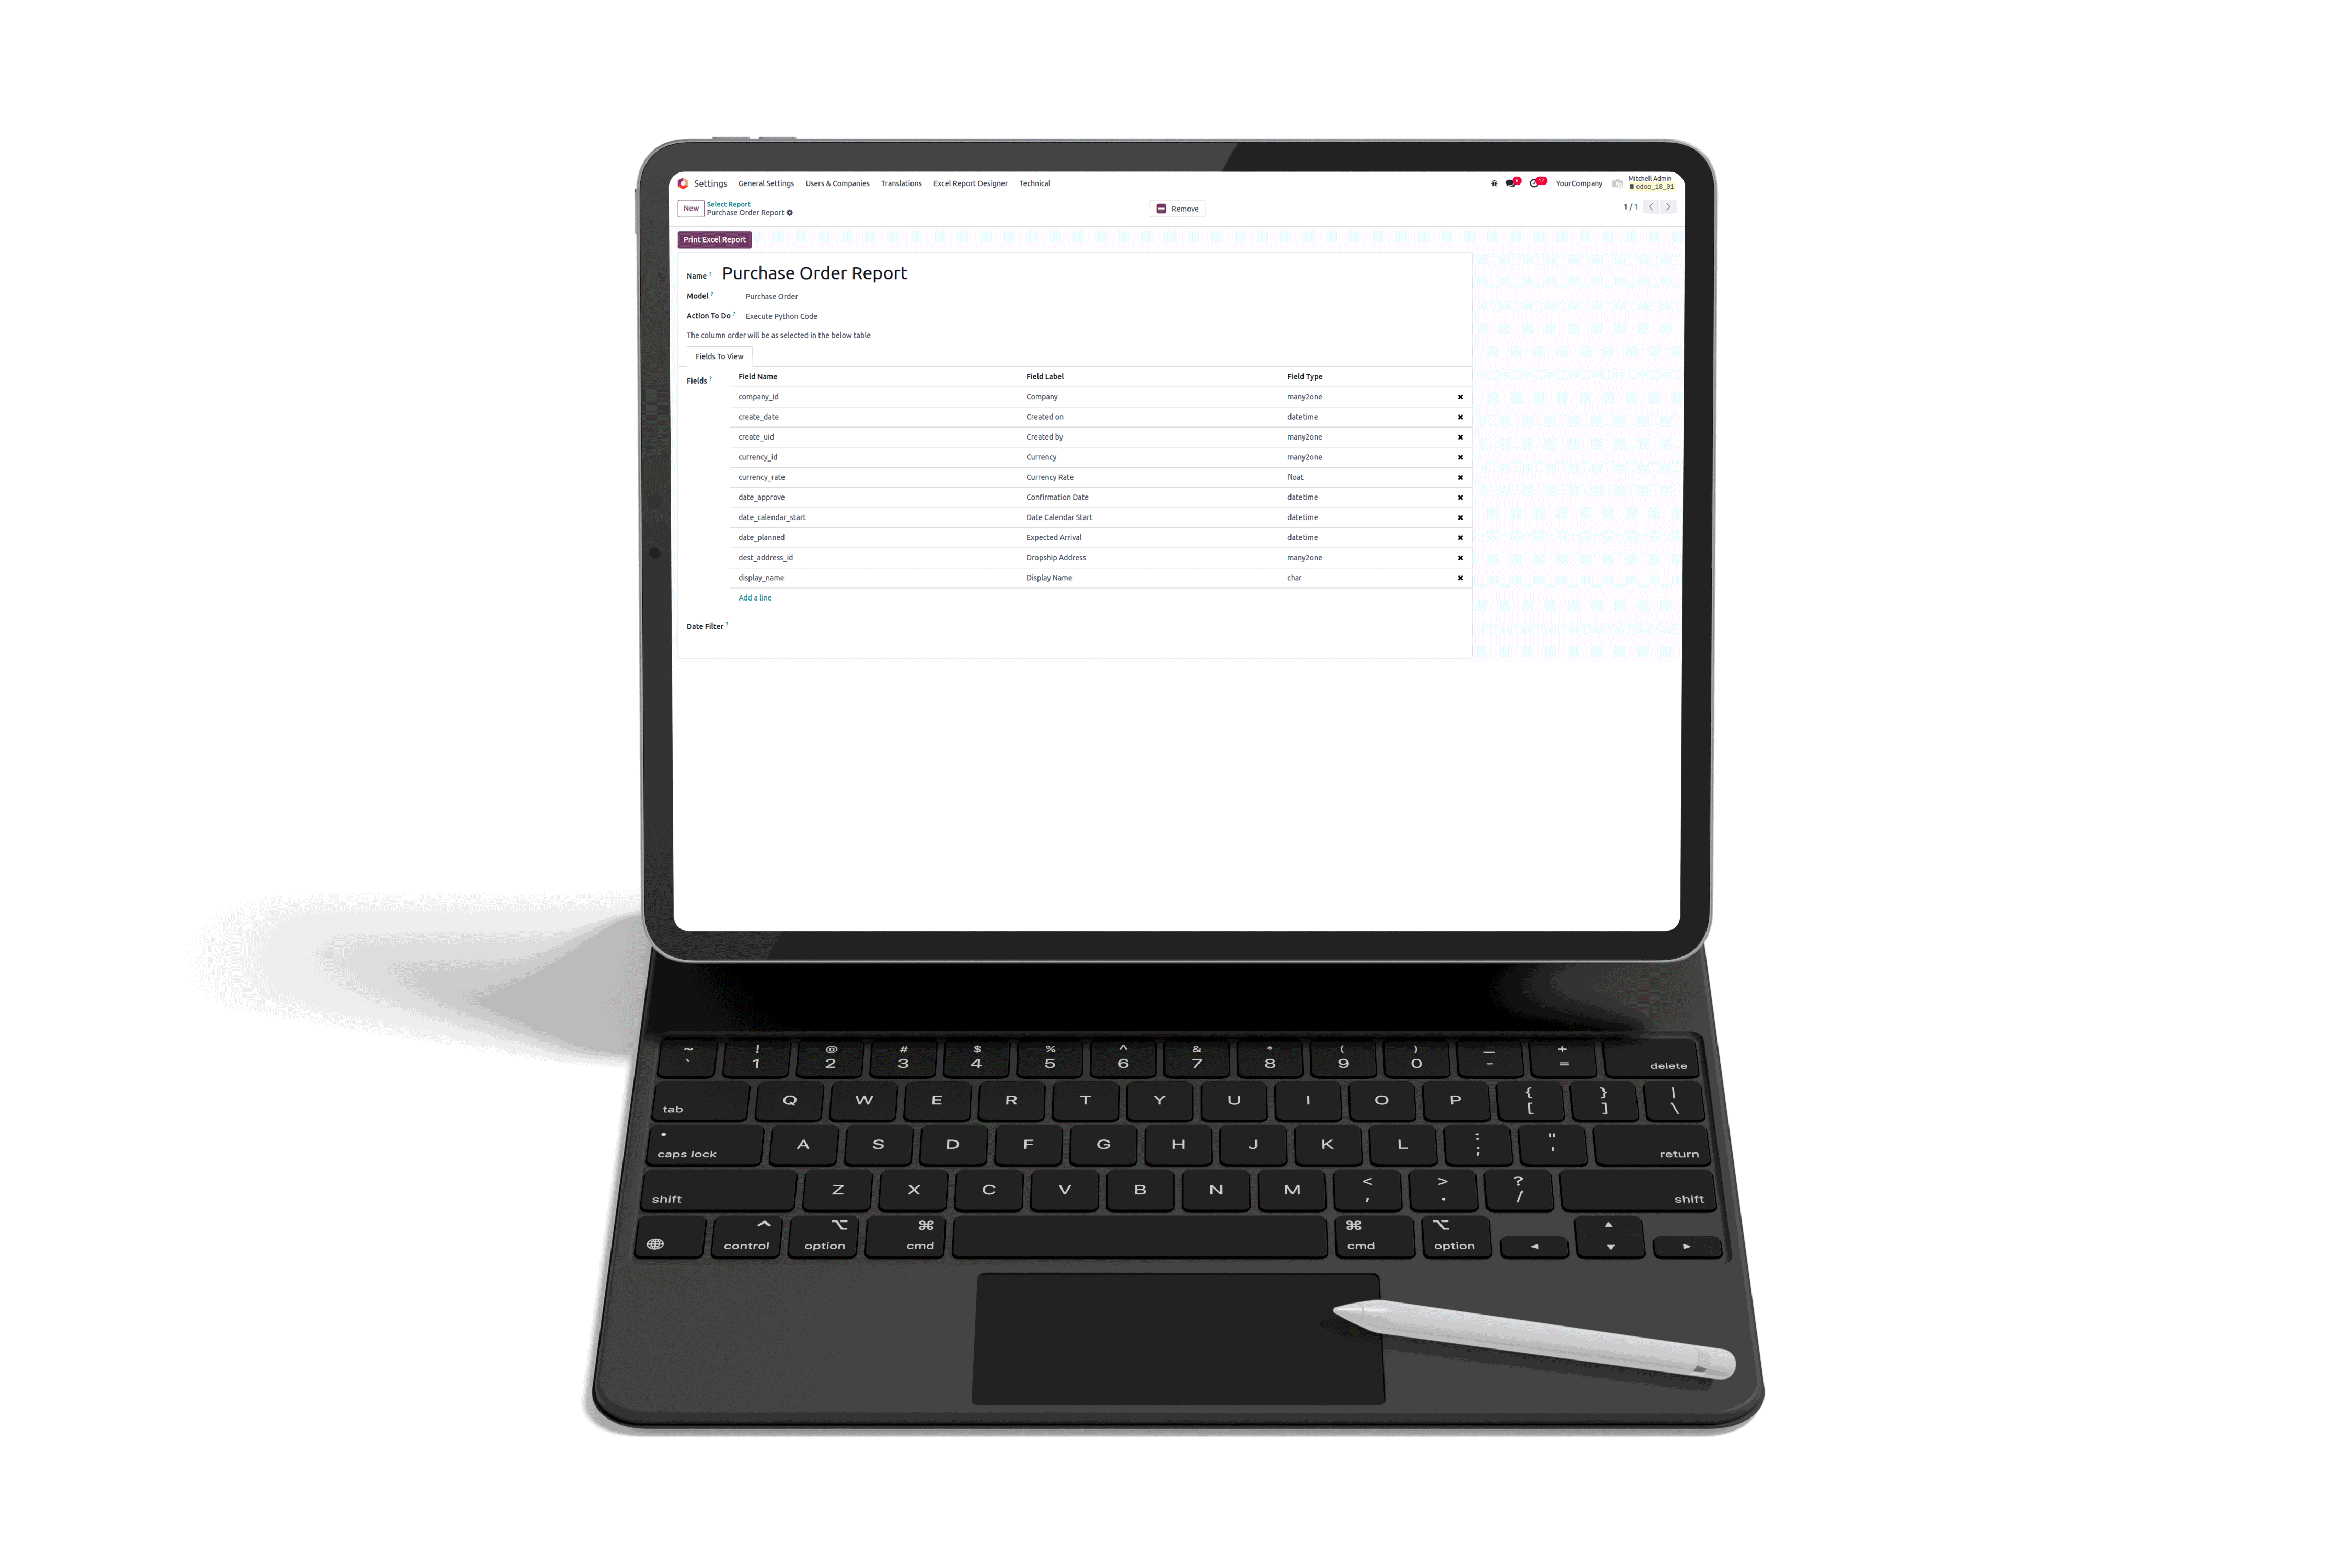 Settings General Settings Users & Companies Translations Excel Report Designer Technical 6 12 YourCompany Mitchell Admin
odoo_18_01
New Select Report
Purchase Order Report
Remove
1 / 1
Print Excel Report
Name ? Purchase Order Report
Model ? Purchase Order
Action To Do ? Execute Python Code
The column order will be as selected in the below table
Fields To View
Fields ? Field Name Field Label Field Type
company_id Company many2one
create_date Created on datetime
create_uid Created by many2one
currency_id Currency many2one
currency_rate Currency Rate float
date_approve Confirmation Date datetime
date_calendar_start Date Calendar Start datetime
date_planned Expected Arrival datetime
dest_address_id Dropship Address many2one
display_name Display Name char
Add a line
Date Filter ?
~ ! @ # $ % ^ & * ( ) _ +
` 1 2 3 4 5 6 7 8 9 0 - = delete
tab Q W E R T Y U I O P { [ } ] | \
caps lock A S D F G H J K L : ; " ' return
shift Z X C V B N M < , > . ? / shift
control option cmd cmd option